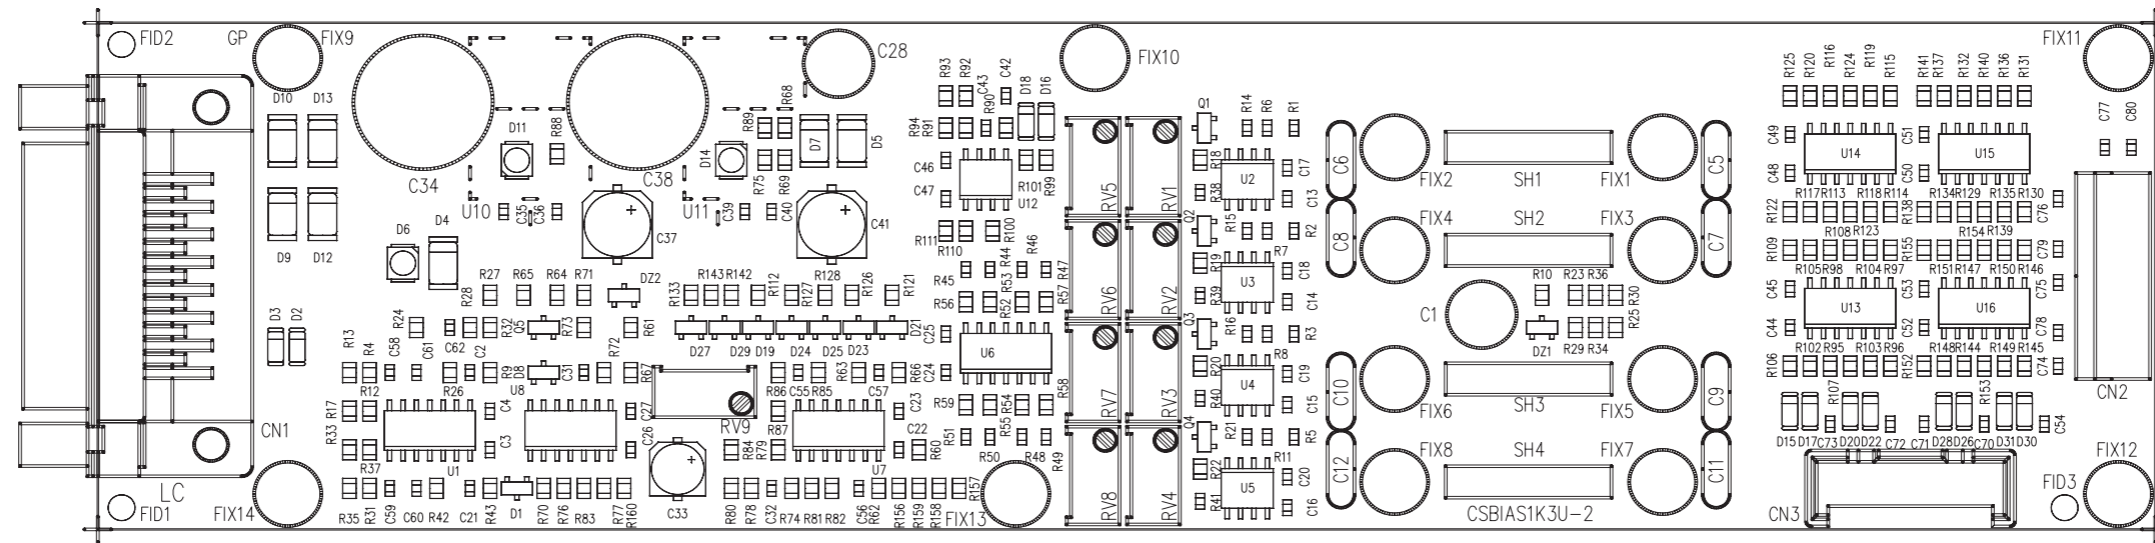 FID2 GP FIX9 C28 FIX10 FIX11
R93 R92 C43 C42 D18 D16 R125 R120 R116 R124 R119 R115 R141 R137 R132 R140 R136 R131
D10 D13 D11 R88 R89 R68 R94 R91 R90 Q1 R14 R6 R1 C77 C80
D14 D7 D5 C49 C51
C34 C38 R75 R69 C46 R101 R99 R18 U2 C17 C6 C5 U14 U15 C48 C50
U10 C35 C36 U11 C39 C40 C47 U12 RV5 RV1 R38 C13 FIX2 SH1 FIX1 R117 R113 R118 R114 R134 R129 R135 R130
C37 C41 Q2 R15 R2 FIX4 SH2 FIX3 R122 R138 C76
D9 D12 D6 D4 R111 R110 R100 R46 R7 C8 C7 R108 R123 R154 R139 R109 R155 C79
R27 R65 R64 R71 DZ2 R133 R143 R142 R112 R127 R128 R126 R121 R45 R44 R53 R47 R19 U3 C18 R10 R23 R36 R30 R105 R98 R104 R97 R151 R147 R150 R146
R28 R56 R52 R57 RV6 RV2 R39 C14 C45 U13 C53 U16 C75
D3 D2 R13 R4 R24 C58 C61 C62 C2 R32 Q5 R73 R72 R61 D27 D29 D19 D24 D25 D23 D21 C25 U6 Q3 R16 R3 C1 DZ1 R29 R34 R25 C44 C52 C78
R12 R26 R9 D8 U8 C31 R67 R86 C55 R85 R63 C57 R66 C24 R58 R20 R8 U4 C19 C10 C9 R106 R102 R95 R103 R96 R152 R148 R144 R149 R145 C74
R17 C4 C27 R87 C23 R59 R54 RV7 RV3 R40 C15 FIX6 SH3 FIX5 R107 R153 CN2
CN1 R33 C3 C26 RV9 R84 R79 C22 R60 R51 R55 Q4 R21 R5 D15 D17 C73 D20 D22 C72 C71 D28 D26 C70 D31 D30 C54
R37 U1 U7 R50 R48 R49 R22 R11 U5 C20 C12 C11 FIX8 SH4 FIX7 FIX12
LC FID3
FID1 FIX14 R35 R31 C59 C60 R42 C21 R43 D1 R70 R76 R83 R77 R160 C33 R80 R78 C32 R74 R81 R82 C56 R62 R156 R159 R158 R157 FIX13 RV8 RV4 R41 C16 CSBIAS1K3U-2 CN3